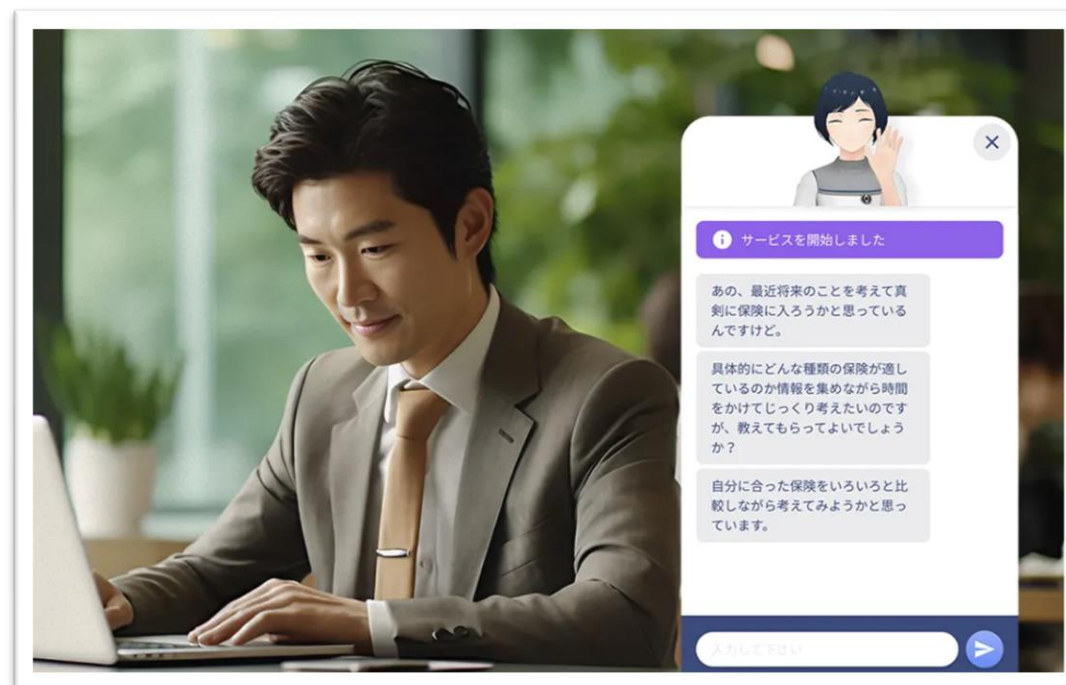 サービスを開始しました
あの、最近将来のことを考えて真
剣に保険に入ろうかと思っている
んですけど。
具体的にどんな種類の保険が適し
ているのか情報を集めながら時間
をかけてじっくり考えたいのです
が、教えてもらってよいでしょう
か？
自分に合った保険をいろいろと比
較しながら考えてみようかと思っ
ています。
入力して下さい